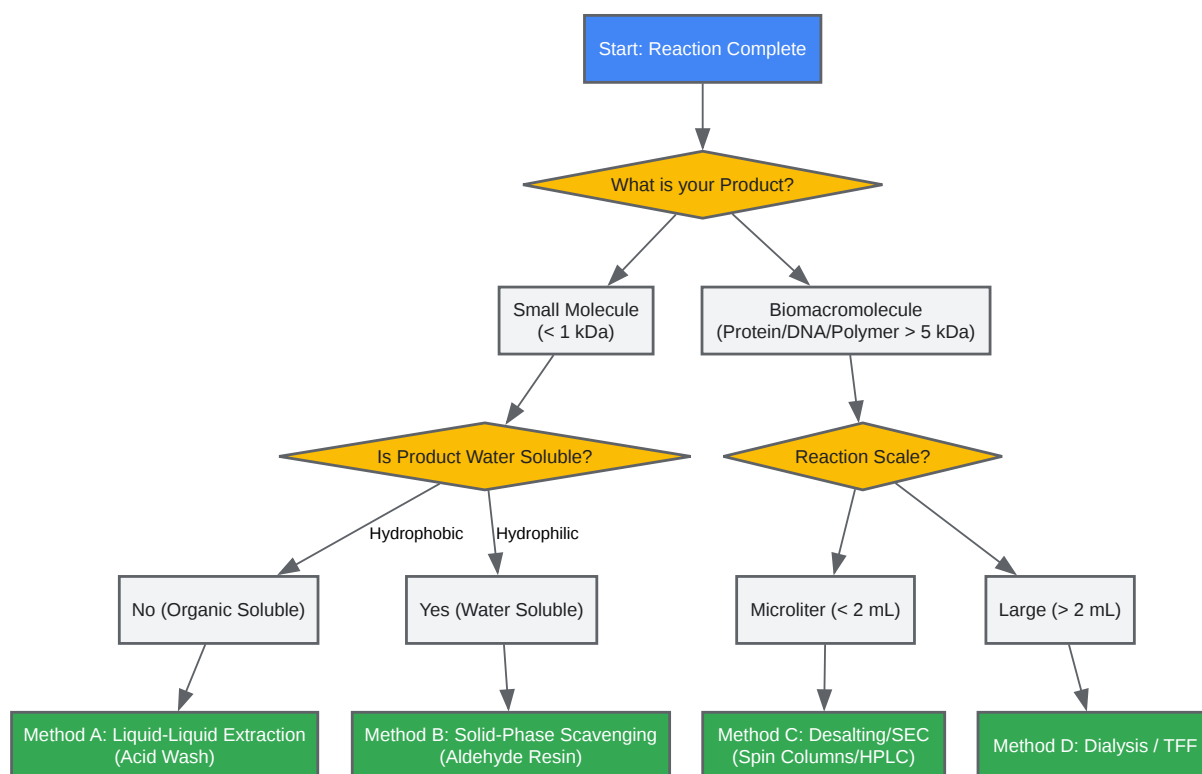 Start: Reaction Complete
What is your Product?
Small Molecule
(< 1 kDa)
Biomacromolecule
(Protein/DNA/Polymer > 5 kDa)
Is Product Water Soluble?
Reaction Scale?
Hydrophobic
Hydrophilic
No (Organic Soluble)
Yes (Water Soluble)
Microliter (< 2 mL)
Large (> 2 mL)
Method A: Liquid-Liquid Extraction
(Acid Wash)
Method B: Solid-Phase Scavenging
(Aldehyde Resin)
Method C: Desalting/SEC
(Spin Columns/HPLC)
Method D: Dialysis / TFF